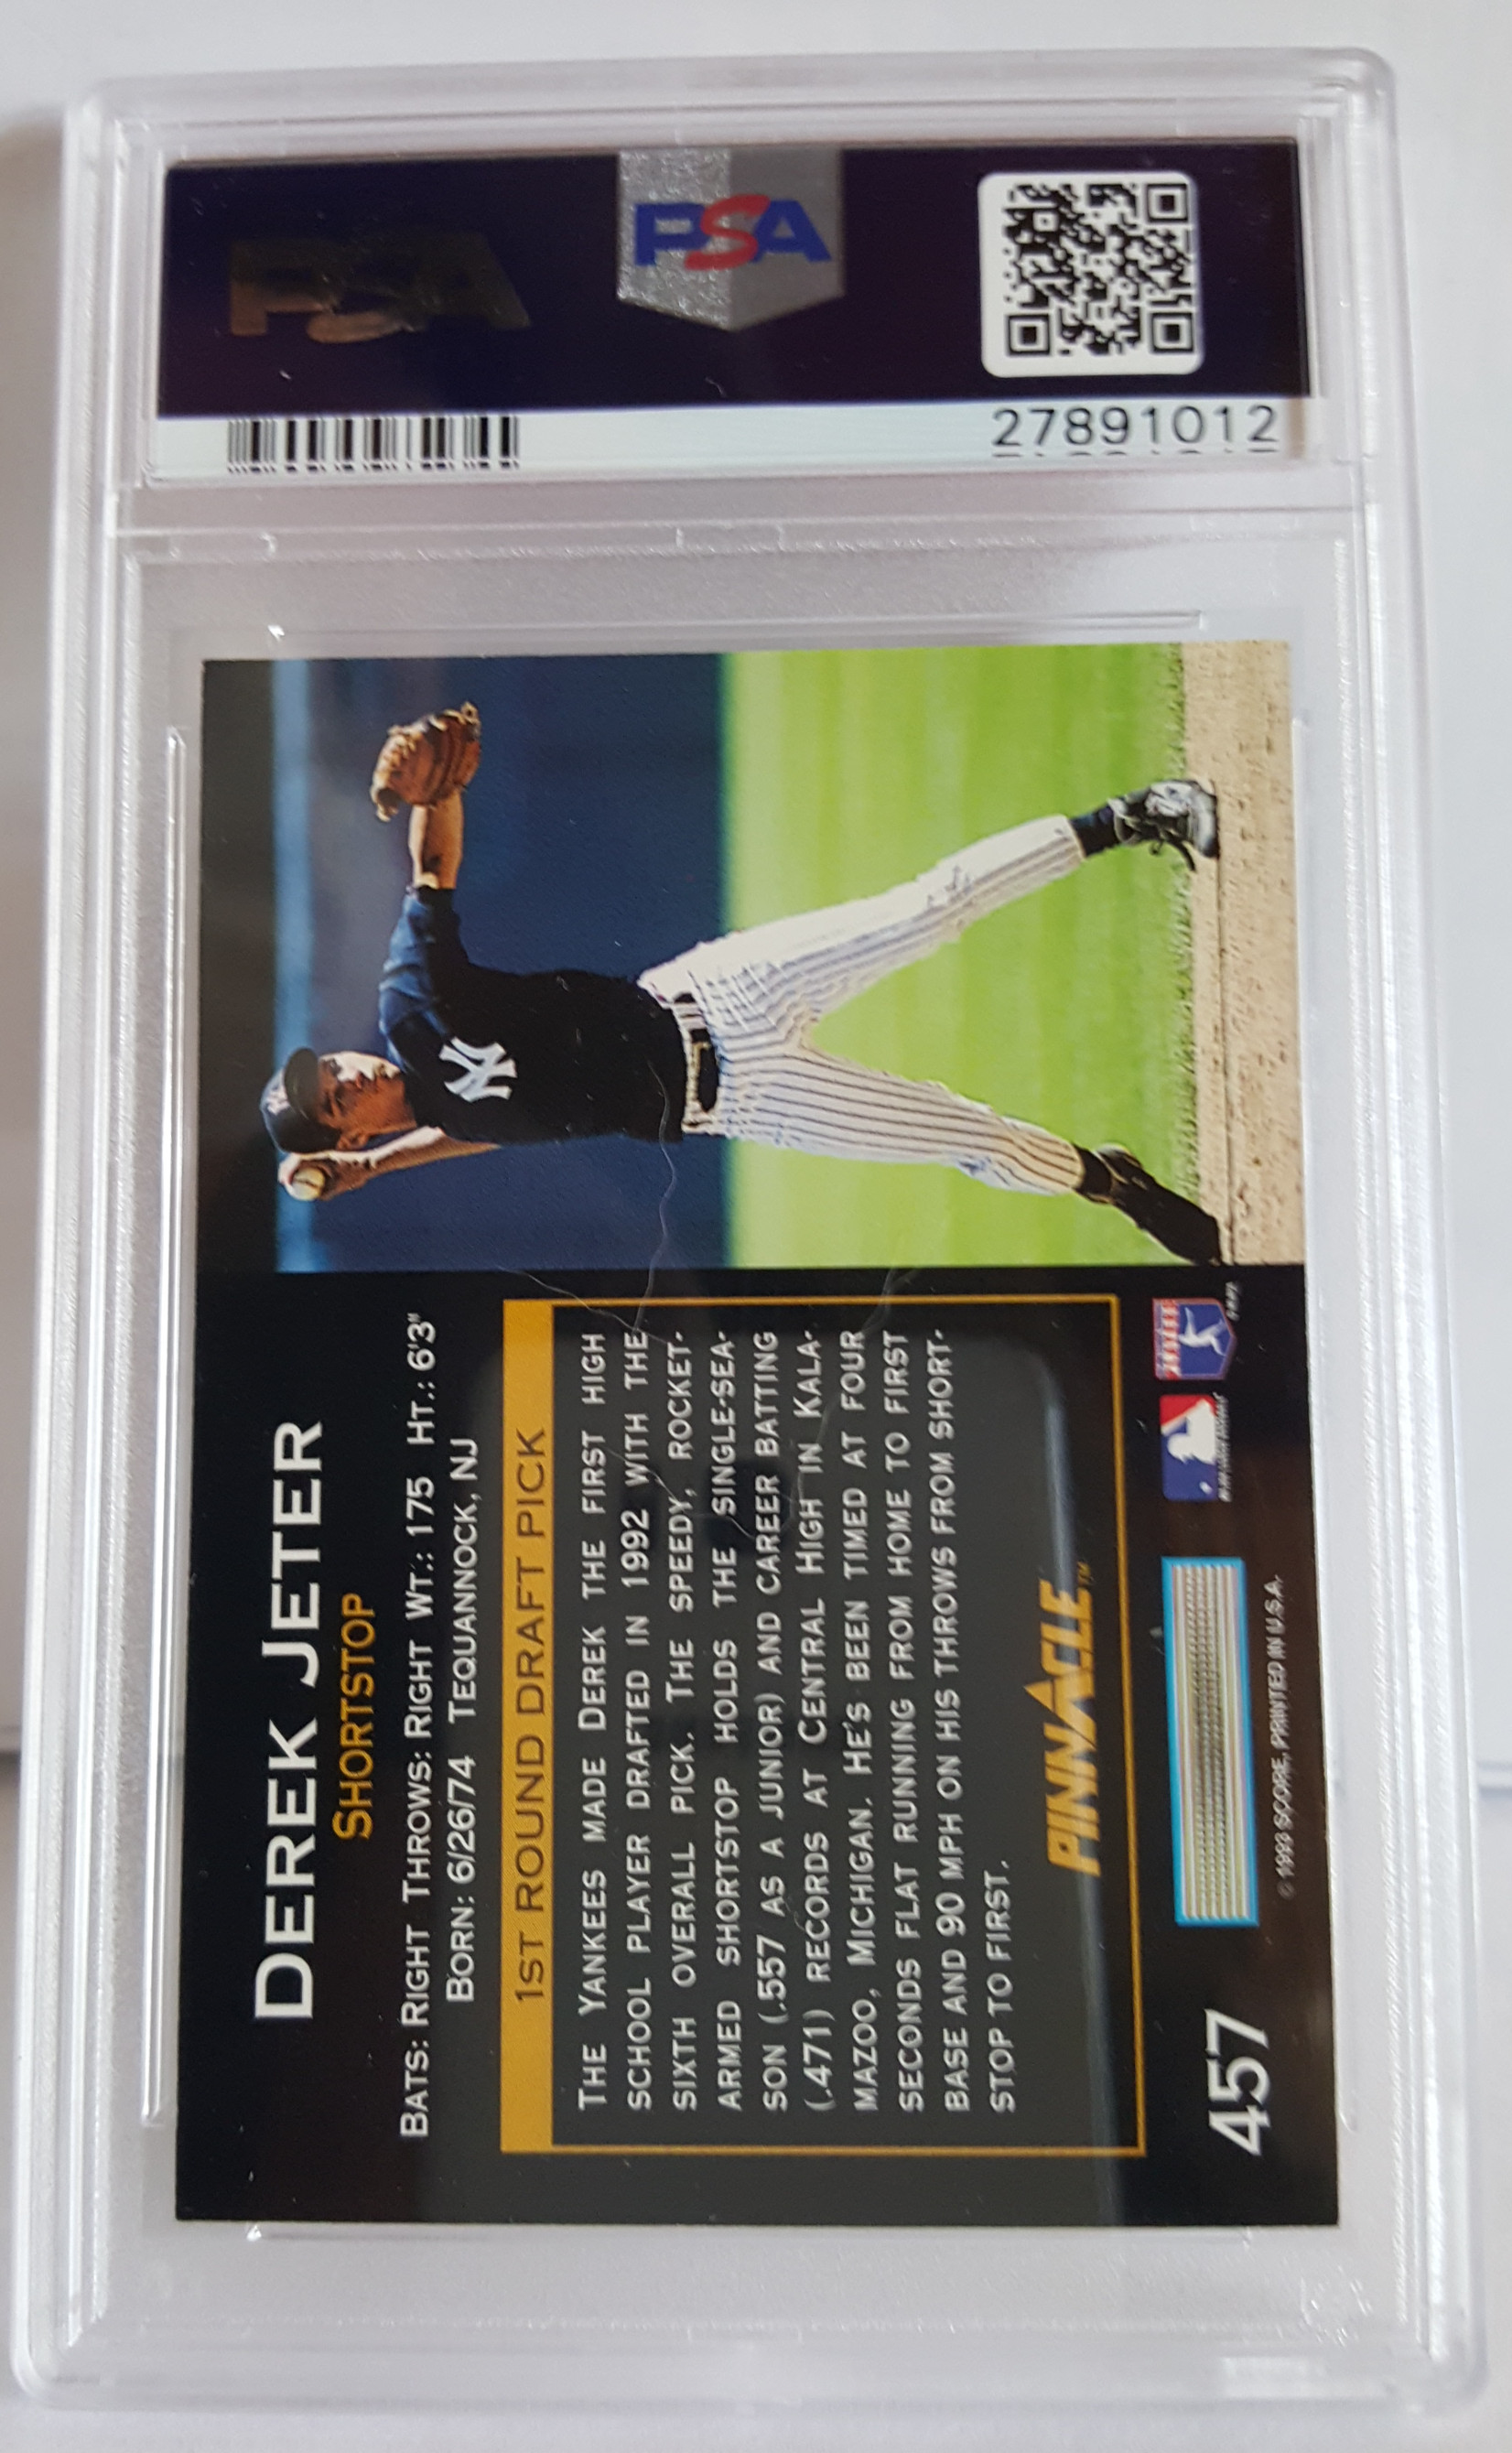 PSA
PSA
27891012
DEREK JETER
SHORTSTOP
BATS: RIGHT THROWS: RIGHT WT.: 175 HT.: 6'3"
BORN: 6/26/74 TEQUANNOCK, NJ
1ST ROUND DRAFT PICK
THE YANKEES MADE DEREK THE FIRST HIGH
SCHOOL PLAYER DRAFTED IN 1992 WITH THE
SIXTH OVERALL PICK. THE SPEEDY, ROCKET-
ARMED SHORTSTOP HOLDS THE SINGLE-SEA-
SON (.557 AS A JUNIOR) AND CAREER BATTING
(.471) RECORDS AT CENTRAL HIGH IN KALA-
MAZOO, MICHIGAN. HE'S BEEN TIMED AT FOUR
SECONDS FLAT RUNNING FROM HOME TO FIRST
BASE AND 90 MPH ON HIS THROWS FROM SHORT-
STOP TO FIRST.
PINNACLE™
457
© 1993 SCORE, PRINTED IN U.S.A.
NY